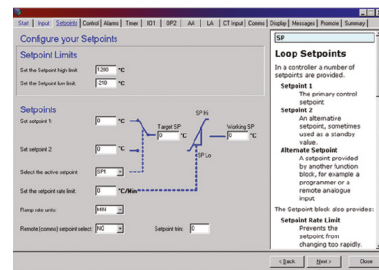 Start Input Setpoints Control Alarms Timer IO1 OP2 AA LA CT Input Comms Display Messages Promote Summary
Configure your Setpoints
Setpoint Limits
Set the Setpoint high limit: 1200 °C
Set the Setpoint low limit: -210 °C
Setpoints
Set setpoint 1: 0 °C
Target SP
0 °C
SP Hi
Working SP
0 °C
SP Lo
Set setpoint 2: 0 °C
Select the active setpoint: SP1
Set the setpoint rate limit: 0 °C/Min
Ramp rate units: MIN
Remote (comms) setpoint select: NO
Setpoint trim: 0
SP
Loop Setpoints
In a controller a number of
setpoints are provided.
Setpoint 1
The primary control
setpoint
Setpoint 2
An alternative
setpoint, sometimes
used as a standby
value.
Alternate Setpoint
A setpoint provided
by another function
block, for example a
programmer or a
remote analogue
input
The Setpoint block also provides:
Setpoint Rate Limit
Prevents the
setpoint from
changing too rapidly.
< Back Next > Close